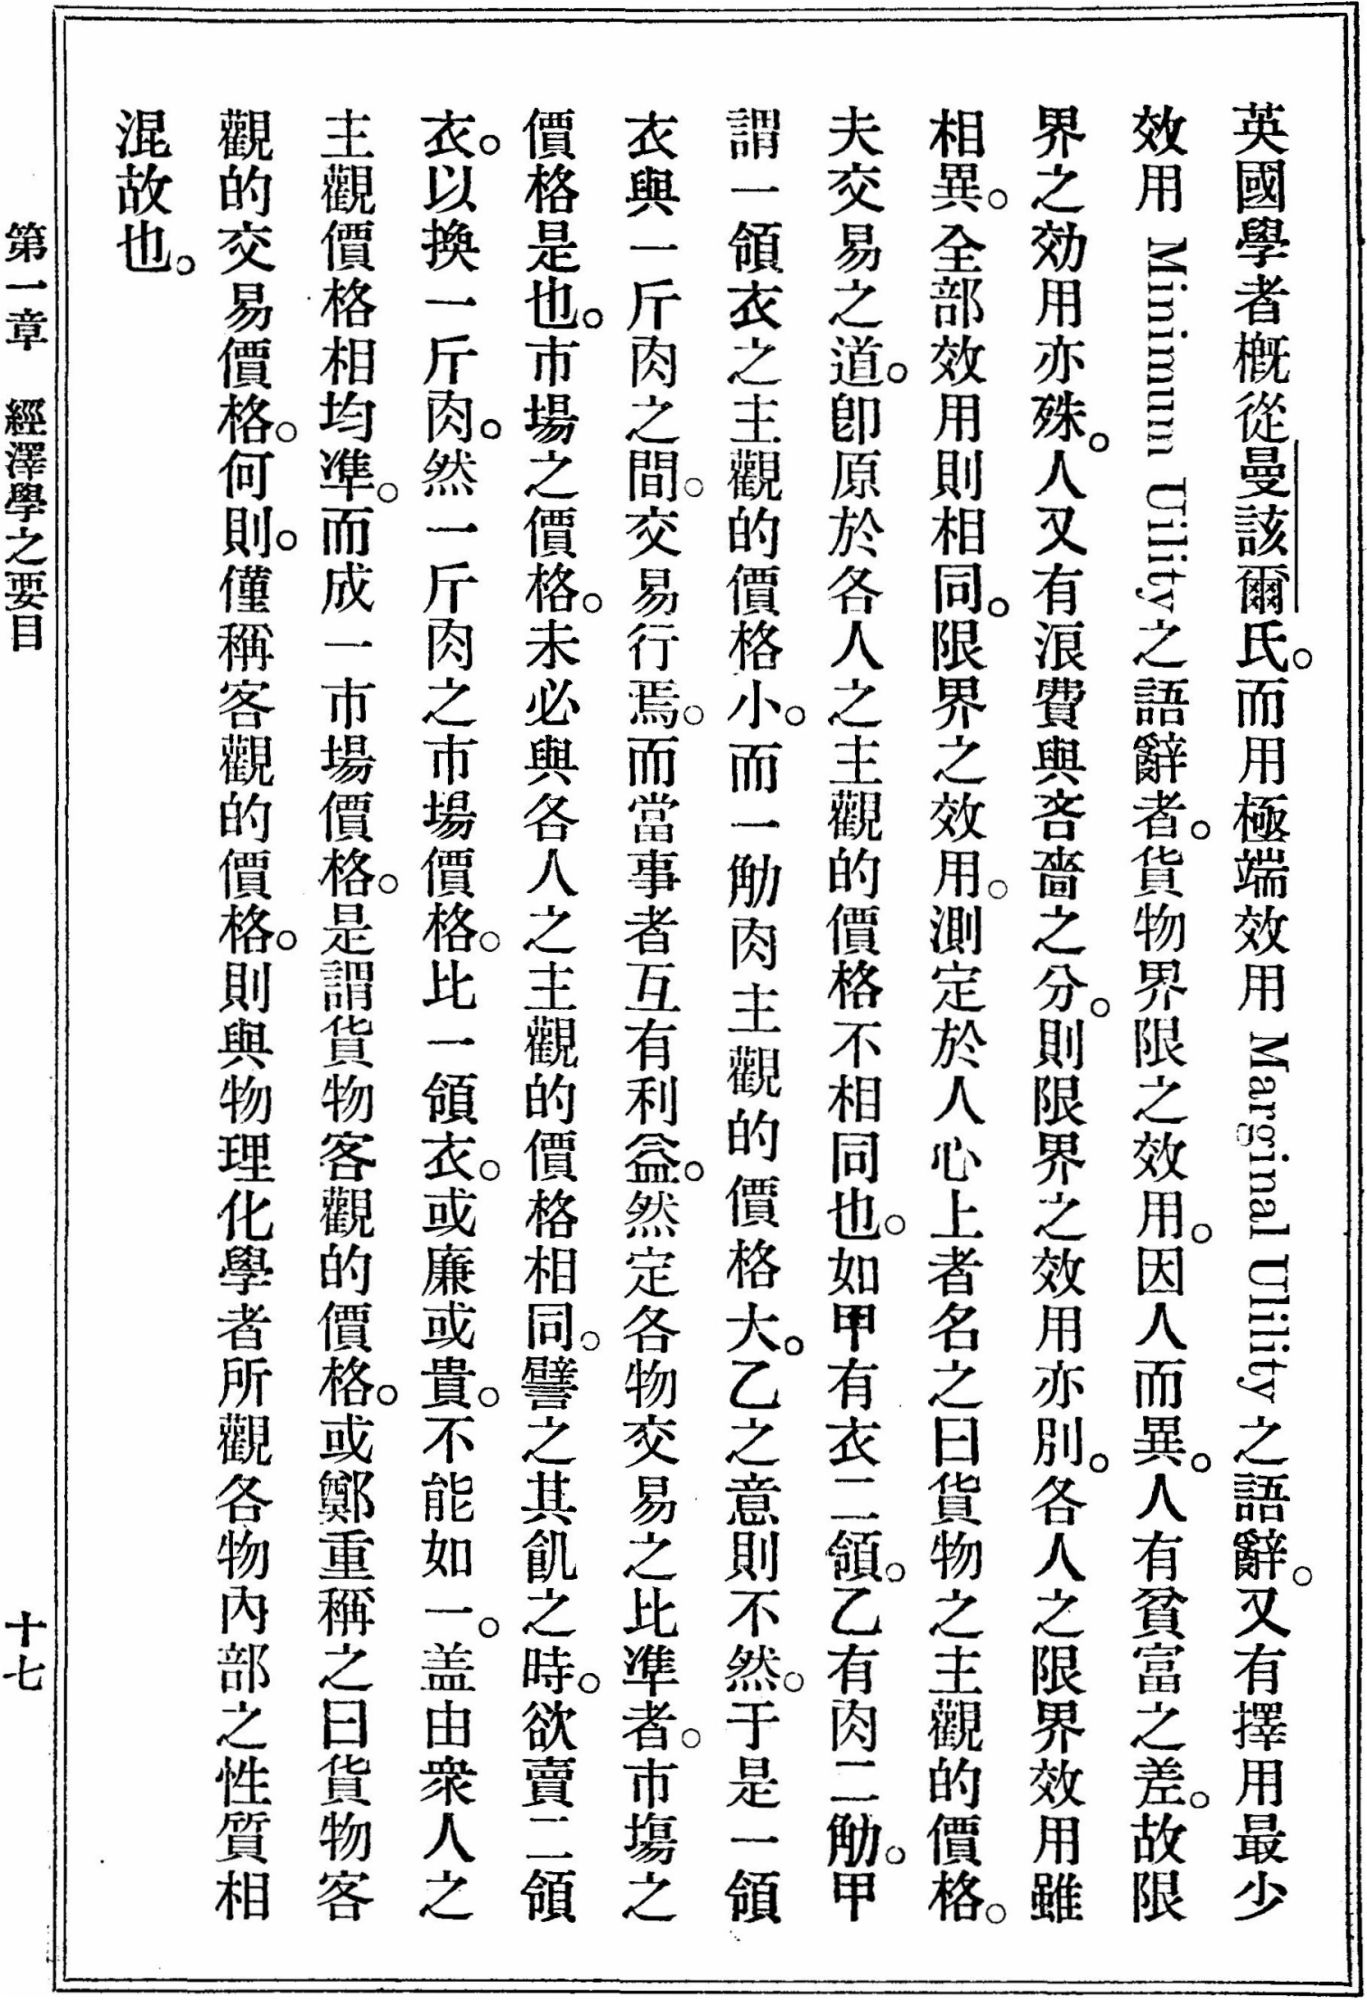 英國學者槪從曼該爾氏。而用極端效用 Marginal Ulility之語辭。又有擇用最少
效用 Minimum Uility之語辭者。貨物界限之效用。因人而異。人有貧富之差。故限
界之効用亦殊。人又有浪費與吝嗇之分。則限界之效用亦別。各人之限界效用雖
相異。全部效用則相同。限界之效用。測定於人心上者名之曰貨物之主觀的價格。
夫交易之道。卽原於各人之主觀的價格不相同也。如甲有衣二領。乙有肉二觔。甲
謂一領衣之主觀的價格小。而一觔肉主觀的價格大。乙之意則不然。于是一領
衣與一斤肉之間。交易行焉。而當事者互有利益。然定各物交易之比準者。市塲之
價格是也。市場之價格。未必與各人之主觀的價格相同。譬之其飢之時。欲賣二領
衣。以換一斤肉。然一斤肉之市場價格。比一領衣。或廉或貴。不能如一。盖由衆人之
主觀價格相均準。而成一市場價格。是謂貨物客觀的價格。或鄭重稱之曰貨物客
觀的交易價格。何則。僅稱客觀的價格。則與物理化學者所觀各物內部之性質相
混故也。
第一章 經澤學之要目 十七